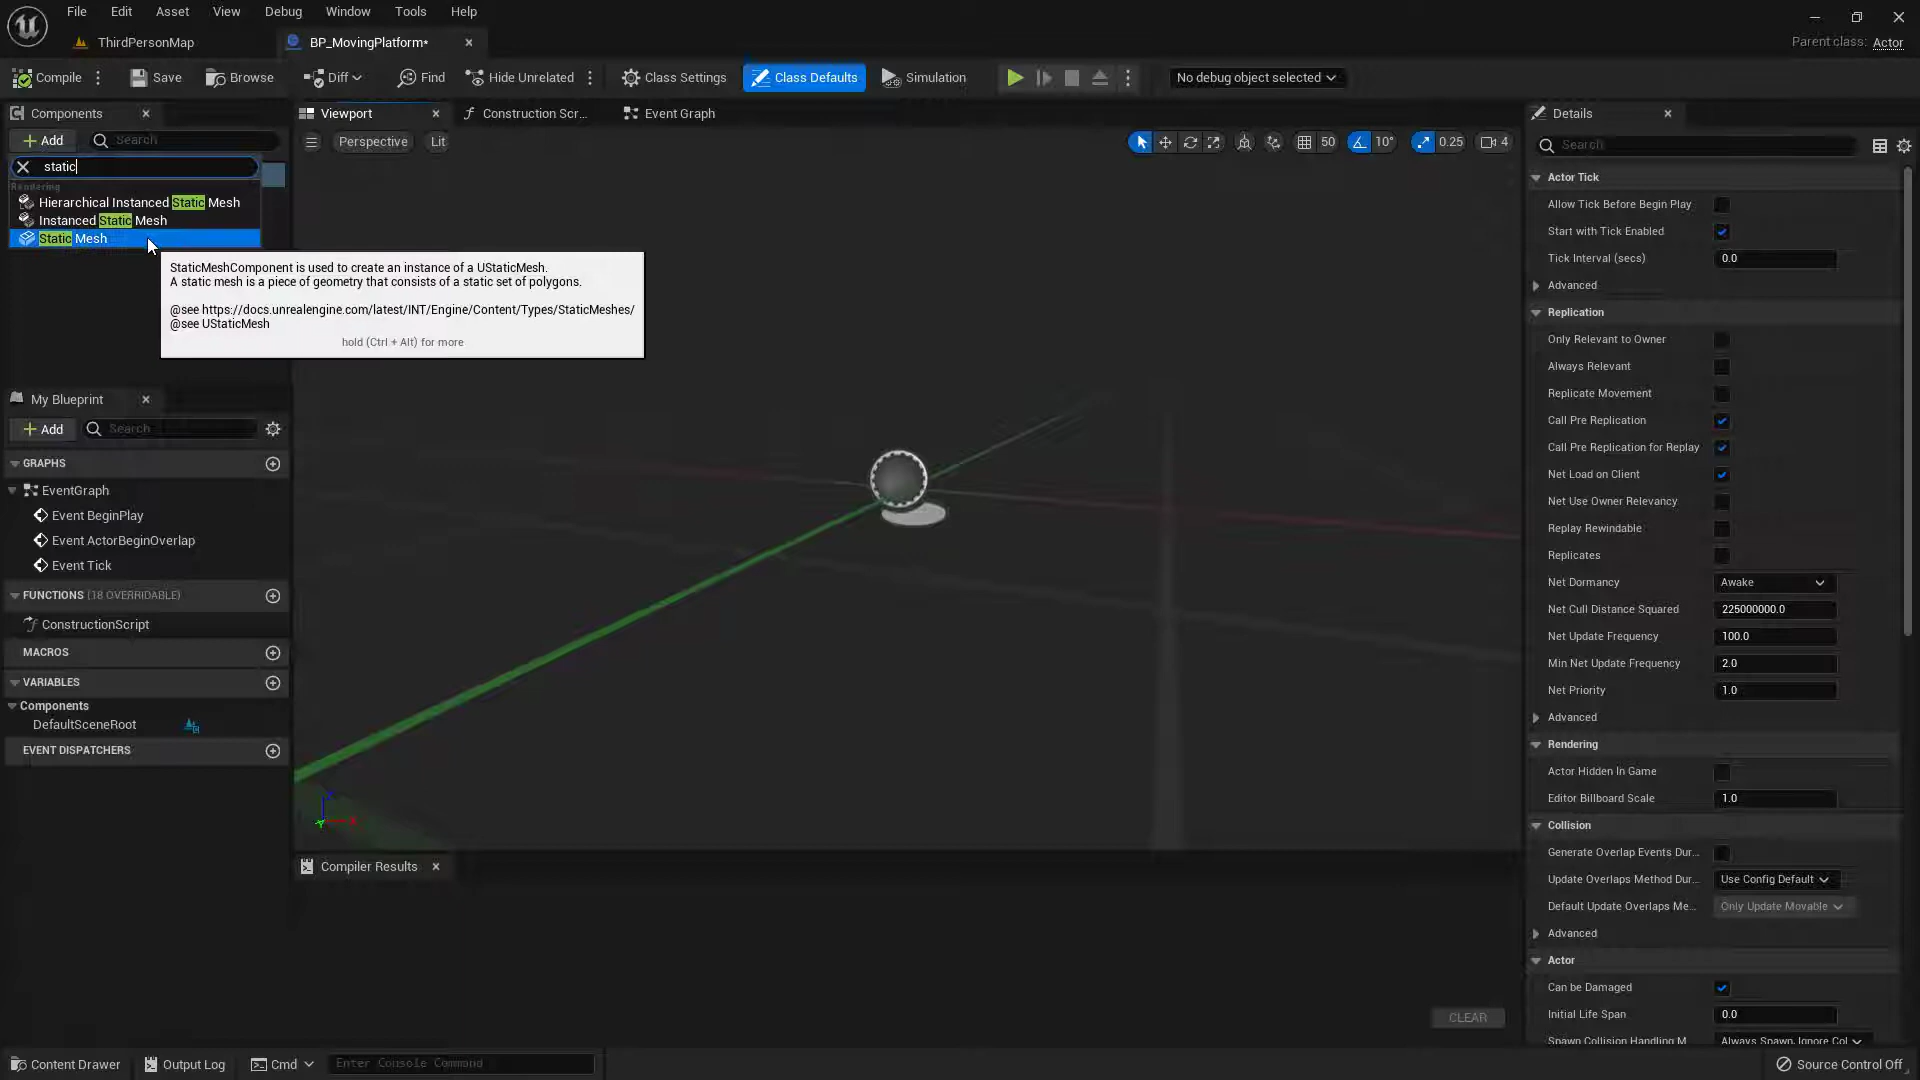 File Edit Asset View Debug Window Tools Help
ThirdPersonMap
BP_MovingPlatform*
Parent class: Actor
Compile Save Browse Diff Find Hide Unrelated Class Settings Class Defaults Simulation No debug object selected
Components
Add Search
static
Rendering
Hierarchical Instanced Static Mesh
Instanced Static Mesh
Static Mesh
StaticMeshComponent is used to create an instance of a UStaticMesh.
A static mesh is a piece of geometry that consists of a static set of polygons.
@see https://docs.unrealengine.com/latest/INT/Engine/Content/Types/StaticMeshes/
@see UStaticMesh
hold (Ctrl + Alt) for more
My Blueprint
Add Search
GRAPHS
EventGraph
Event BeginPlay
Event ActorBeginOverlap
Event Tick
FUNCTIONS (18 OVERRIDABLE)
ConstructionScript
MACROS
VARIABLES
Components
DefaultSceneRoot
EVENT DISPATCHERS
Viewport Construction Scr... Event Graph
Perspective Lit 50 10° 0.25 4
Compiler Results
CLEAR
Details
Search
Actor Tick
Allow Tick Before Begin Play
Start with Tick Enabled
Tick Interval (secs) 0.0
Advanced
Replication
Only Relevant to Owner
Always Relevant
Replicate Movement
Call Pre Replication
Call Pre Replication for Replay
Net Load on Client
Net Use Owner Relevancy
Replay Rewindable
Replicates
Net Dormancy Awake
Net Cull Distance Squared 225000000.0
Net Update Frequency 100.0
Min Net Update Frequency 2.0
Net Priority 1.0
Advanced
Rendering
Actor Hidden In Game
Editor Billboard Scale 1.0
Collision
Generate Overlap Events Dur...
Update Overlaps Method Dur... Use Config Default
Default Update Overlaps Me... Only Update Movable
Advanced
Actor
Can be Damaged
Initial Life Span 0.0
Spawn Collision Handling M Always Spawn, Ignore Col
Content Drawer Output Log Cmd Enter Console Command Source Control Off